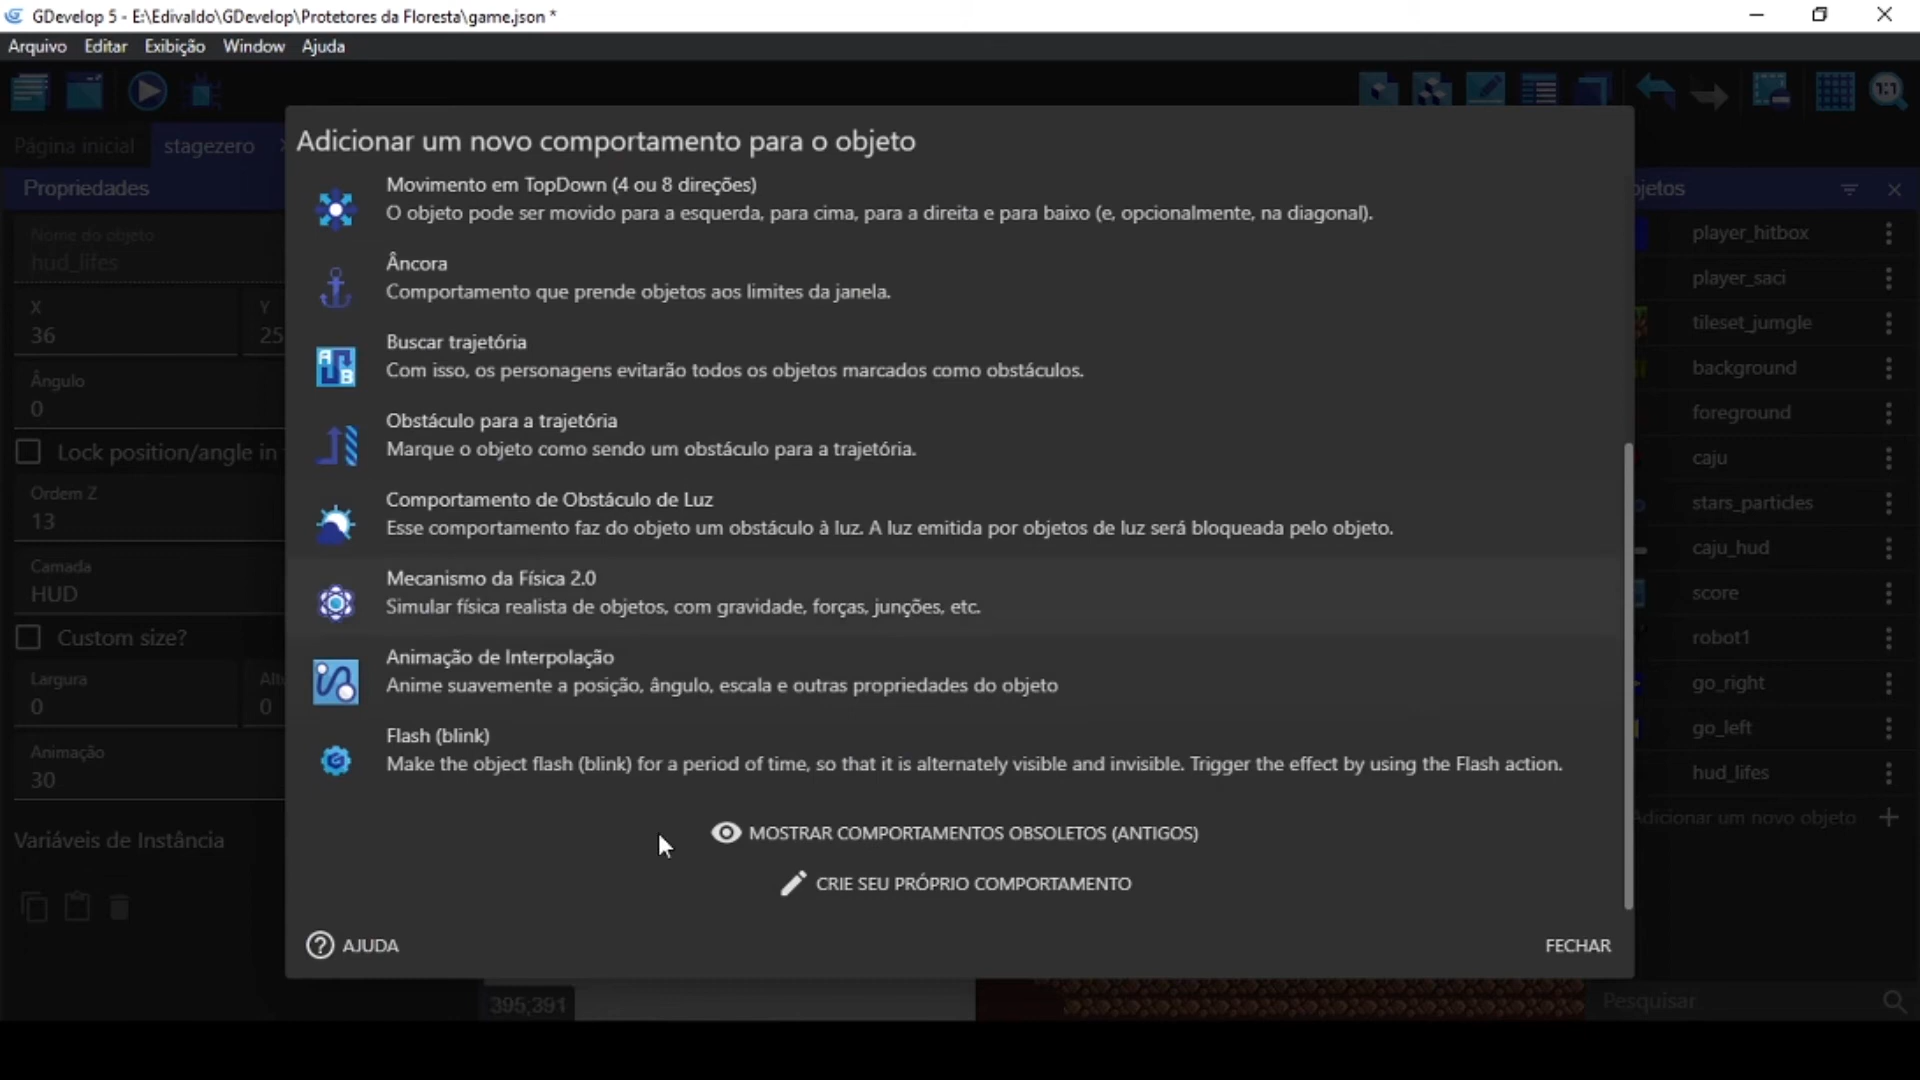 GDevelop 5 - E:\Edivaldo\GDevelop\Protetores da Floresta\game.json *
Arquivo Editar Exibição Window Ajuda
1:1
Página inicial
stagezero
Propriedades
Nome do objeto
hud_lifes
X
36
Y
25
Ângulo
0
Lock position/angle in
Ordem Z
13
Camada
HUD
Custom size?
Largura
0
Alt
0
Animação
30
Variáveis de Instância
Adicionar um novo comportamento para o objeto
Movimento em TopDown (4 ou 8 direções)
O objeto pode ser movido para a esquerda, para cima, para a direita e para baixo (e, opcionalmente, na diagonal).
Âncora
Comportamento que prende objetos aos limites da janela.
A
B
Buscar trajetória
Com isso, os personagens evitarão todos os objetos marcados como obstáculos.
Obstáculo para a trajetória
Marque o objeto como sendo um obstáculo para a trajetória.
Comportamento de Obstáculo de Luz
Esse comportamento faz do objeto um obstáculo à luz. A luz emitida por objetos de luz será bloqueada pelo objeto.
Mecanismo da Física 2.0
Simular física realista de objetos, com gravidade, forças, junções, etc.
Animação de Interpolação
Anime suavemente a posição, ângulo, escala e outras propriedades do objeto
Flash (blink)
Make the object flash (blink) for a period of time, so that it is alternately visible and invisible. Trigger the effect by using the Flash action.
MOSTRAR COMPORTAMENTOS OBSOLETOS (ANTIGOS)
CRIE SEU PRÓPRIO COMPORTAMENTO
AJUDA
FECHAR
395;391
bjetos
player_hitbox
player_saci
tileset_jumgle
background
foreground
caju
stars_particles
caju_hud
score
robot1
go_right
go_left
hud_lifes
Adicionar um novo objeto
Pesquisar